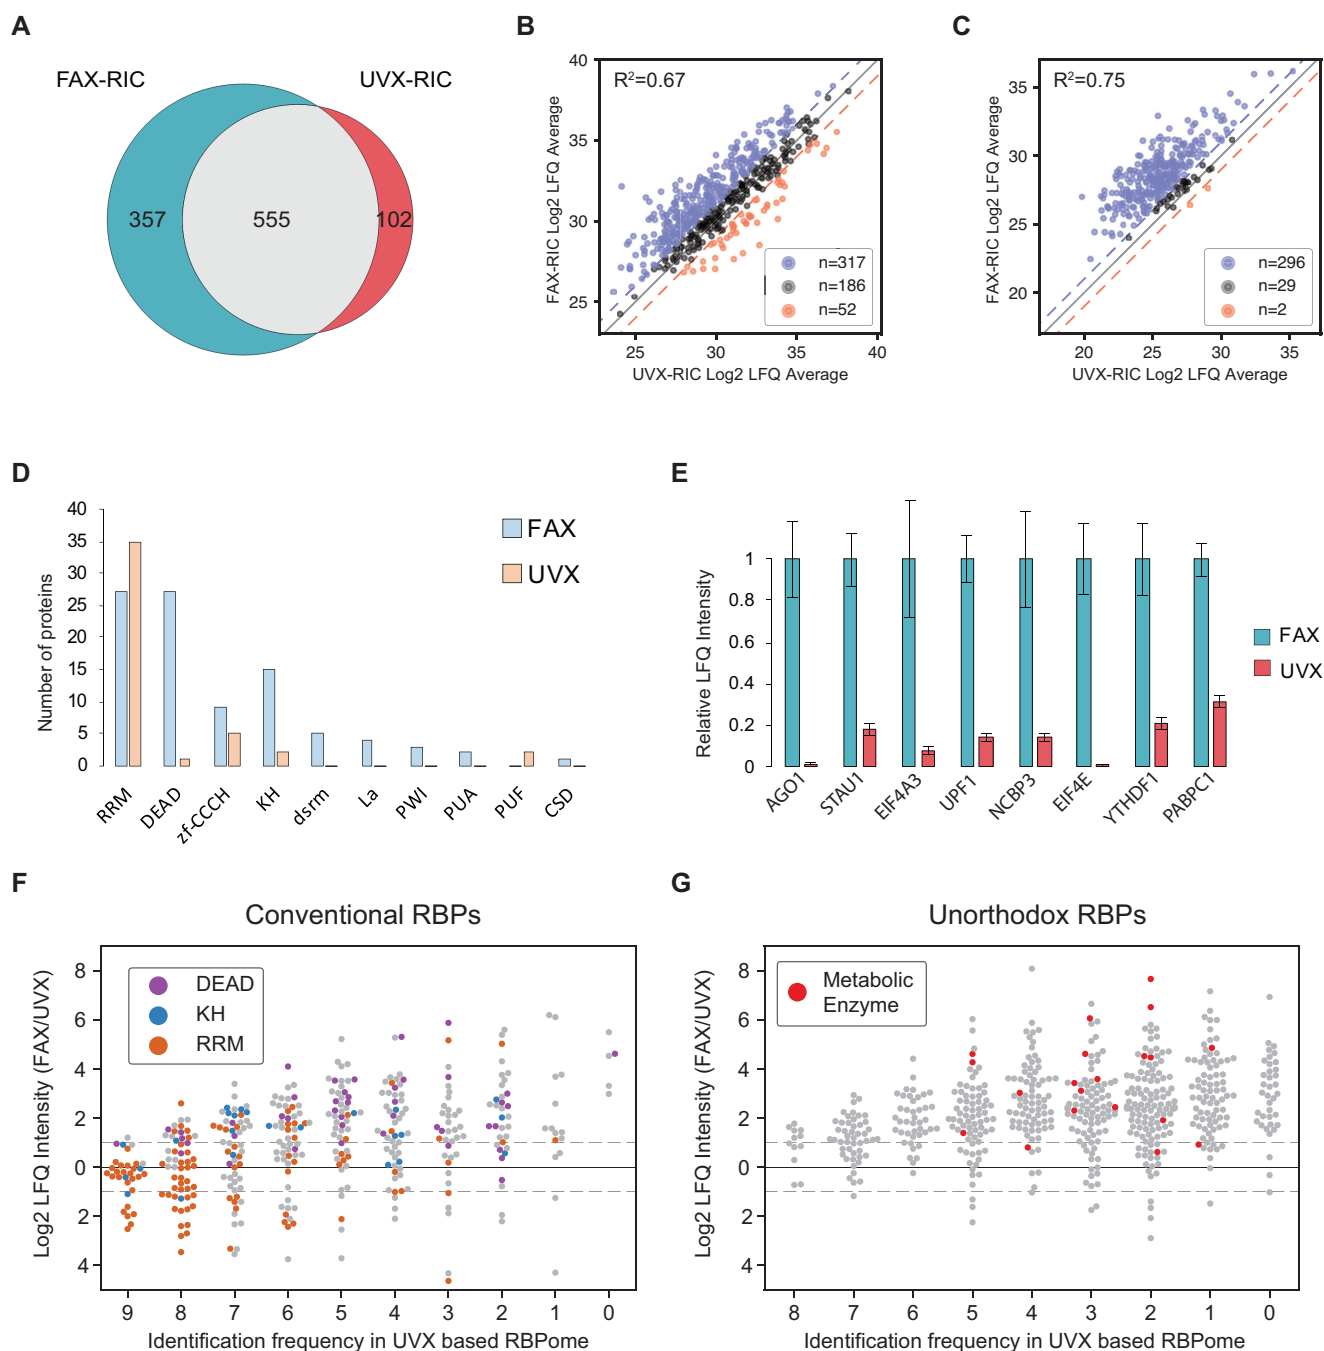 A
FAX-RIC
UVX-RIC
357
555
102
B
R²=0.67
FAX-RIC Log2 LFQ Average
40
35
30
25
n=317
n=186
n=52
25 30 35 40
UVX-RIC Log2 LFQ Average
C
R²=0.75
FAX-RIC Log2 LFQ Average
35
30
25
20
n=296
n=29
n=2
20 25 30 35
UVX-RIC Log2 LFQ Average
D
Number of proteins
40
35
30
25
20
15
10
5
0
FAX
UVX
RRM
DEAD
zf-CCCH
KH
dsrm
La
PWI
PUA
PUF
CSD
E
Relative LFQ Intensity
1
0.8
0.6
0.4
0.2
0
FAX
UVX
AGO1
STAU1
EIF4A3
UPF1
NCBP3
EIF4E
YTHDF1
PABPC1
F
Conventional RBPs
Log2 LFQ Intensity (FAX/UVX)
8
6
4
2
0
2
4
DEAD
KH
RRM
9 8 7 6 5 4 3 2 1 0
Identification frequency in UVX based RBPome
G
Unorthodox RBPs
Log2 LFQ Intensity (FAX/UVX)
8
6
4
2
0
2
4
Metabolic
Enzyme
8 7 6 5 4 3 2 1 0
Identification frequency in UVX based RBPome